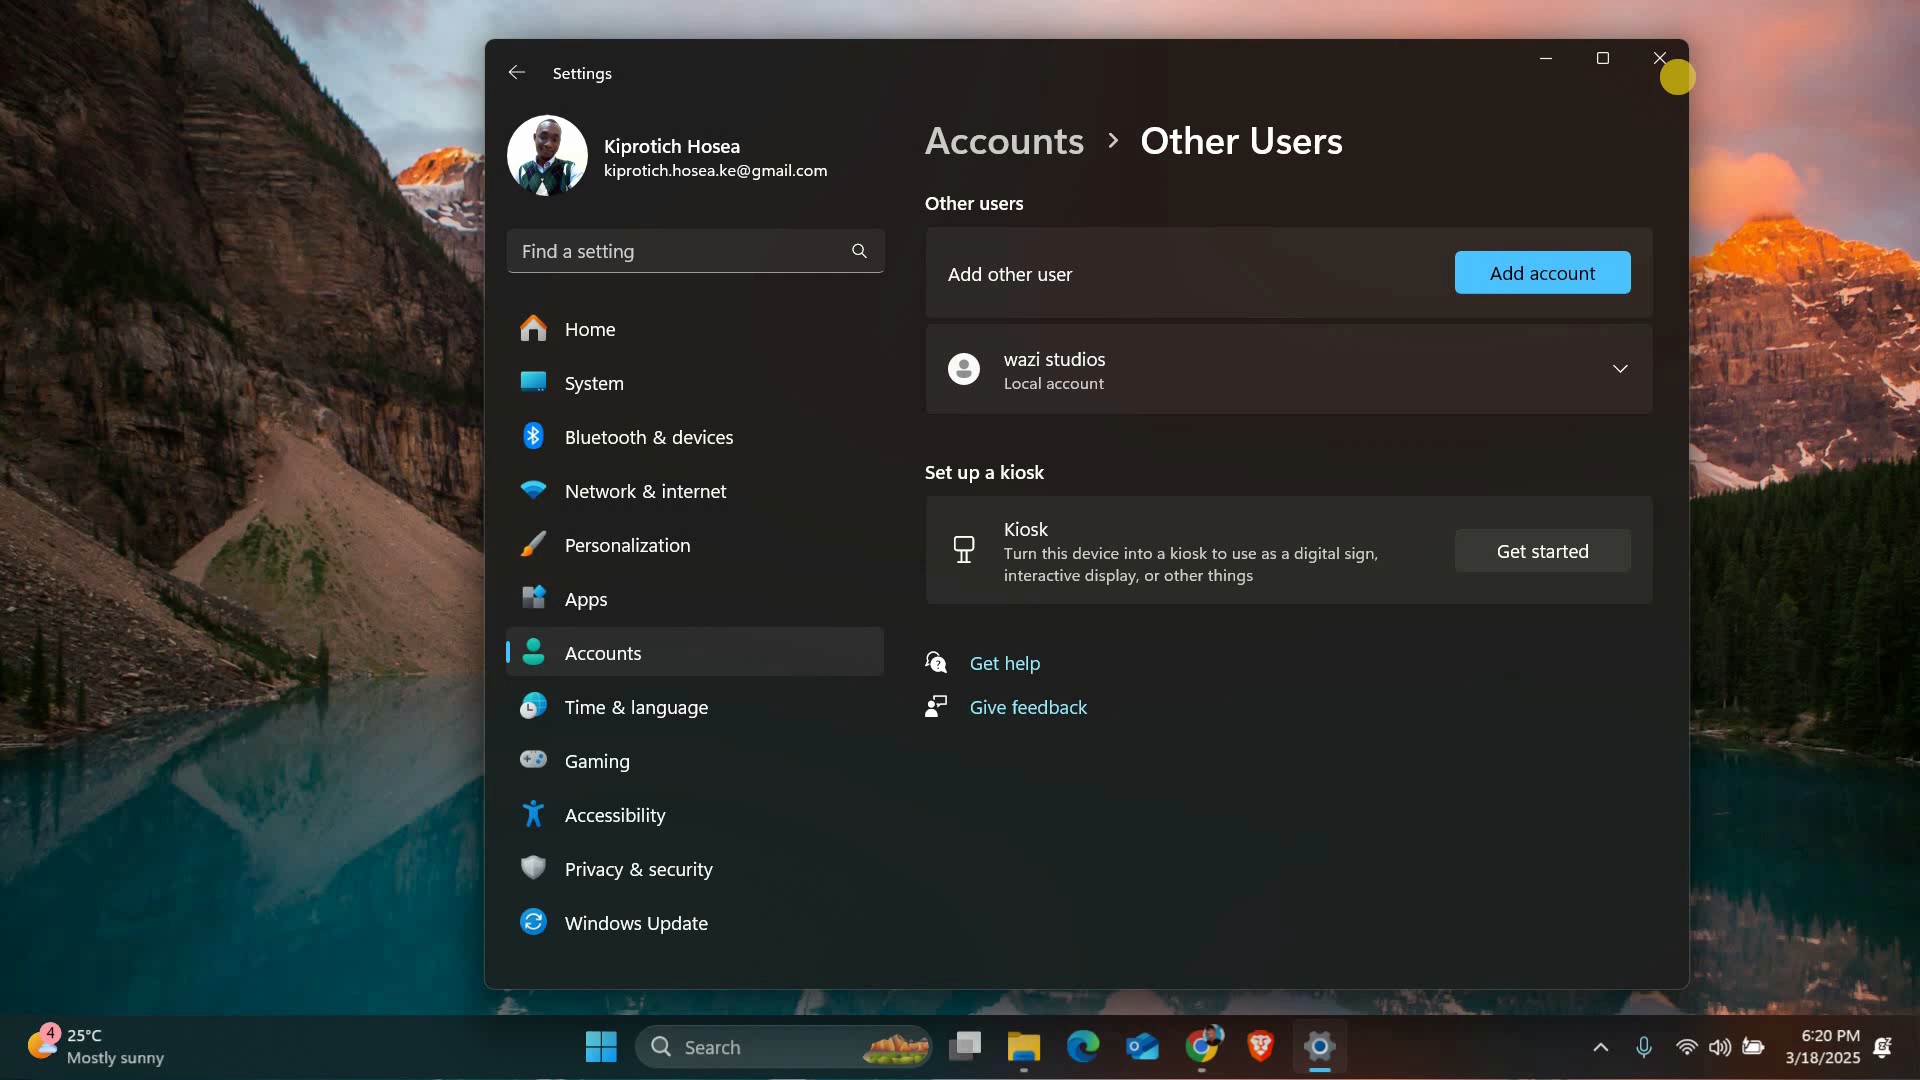 Settings
Kiprotich Hosea
kiprotich.hosea.ke@gmail.com
Find a setting
Home
System
Bluetooth & devices
Network & internet
Personalization
Apps
Accounts
Time & language
Gaming
Accessibility
Privacy & security
Windows Update
Accounts > Other Users
Other users
Add other user
Add account
wazi studios
Local account
Set up a kiosk
Kiosk
Turn this device into a kiosk to use as a digital sign,
interactive display, or other things
Get started
Get help
Give feedback
4
25°C
Mostly sunny
Search
6:20 PM
3/18/2025